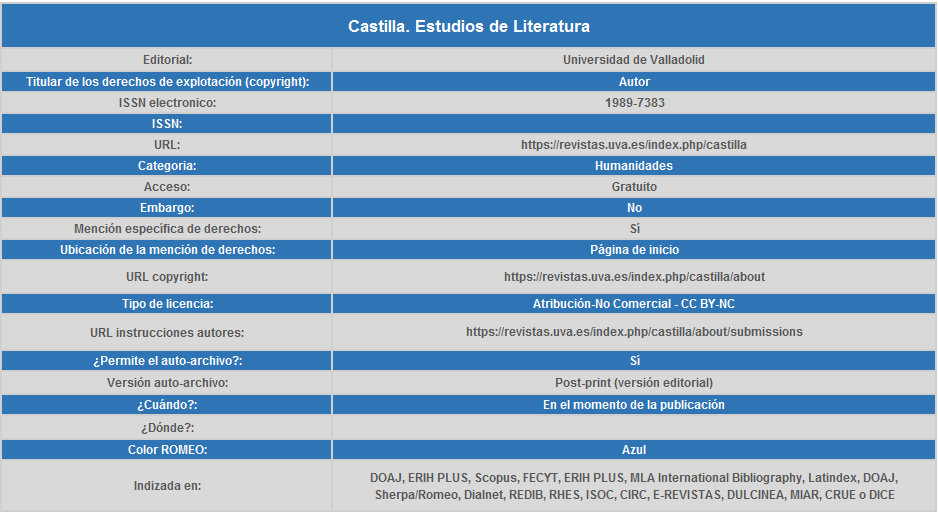 Castilla. Estudios de Literatura
Editorial: Universidad de Valladolid
Titular de los derechos de explotación (copyright): Autor
ISSN electronico: 1989-7383
ISSN:
URL: https://revistas.uva.es/index.php/castilla
Categoria: Humanidades
Acceso: Gratuito
Embargo: No
Mención específica de derechos: Sí
Ubicación de la mención de derechos: Página de inicio
URL copyright: https://revistas.uva.es/index.php/castilla/about
Tipo de licencia: Atribución-No Comercial - CC BY-NC
URL instrucciones autores: https://revistas.uva.es/index.php/castilla/about/submissions
¿Permite el auto-archivo?: Sí
Versión auto-archivo: Post-print (versión editorial)
¿Cuándo?: En el momento de la publicación
¿Dónde?:
Color ROMEO: Azul
Indizada en: DOAJ, ERIH PLUS, Scopus, FECYT, ERIH PLUS, MLA International Bibliography, Latindex, DOAJ,
Sherpa/Romeo, Dialnet, REDIB, RHES, ISOC, CIRC, E-REVISTAS, DULCINEA, MIAR, CRUE o DICE